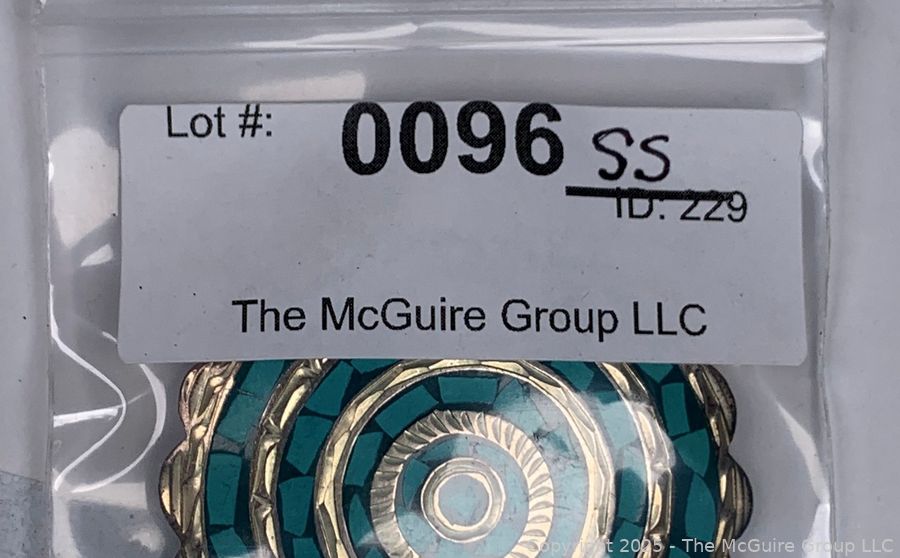 Lot #: 0096 SS
ID: 229
The McGuire Group LLC
copyright 2025 - The McGuire Group LLC